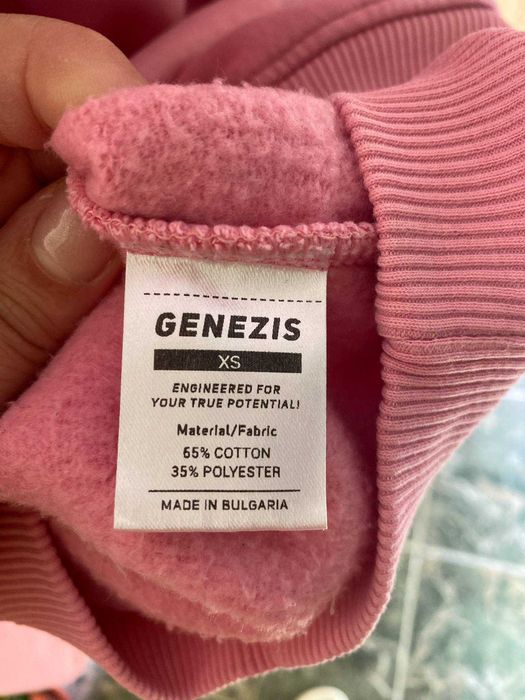 GENEZIS
XS
ENGINEERED FOR
YOUR TRUE POTENTIAL!
Material/Fabric
65% COTTON
35% POLYESTER
MADE IN BULGARIA